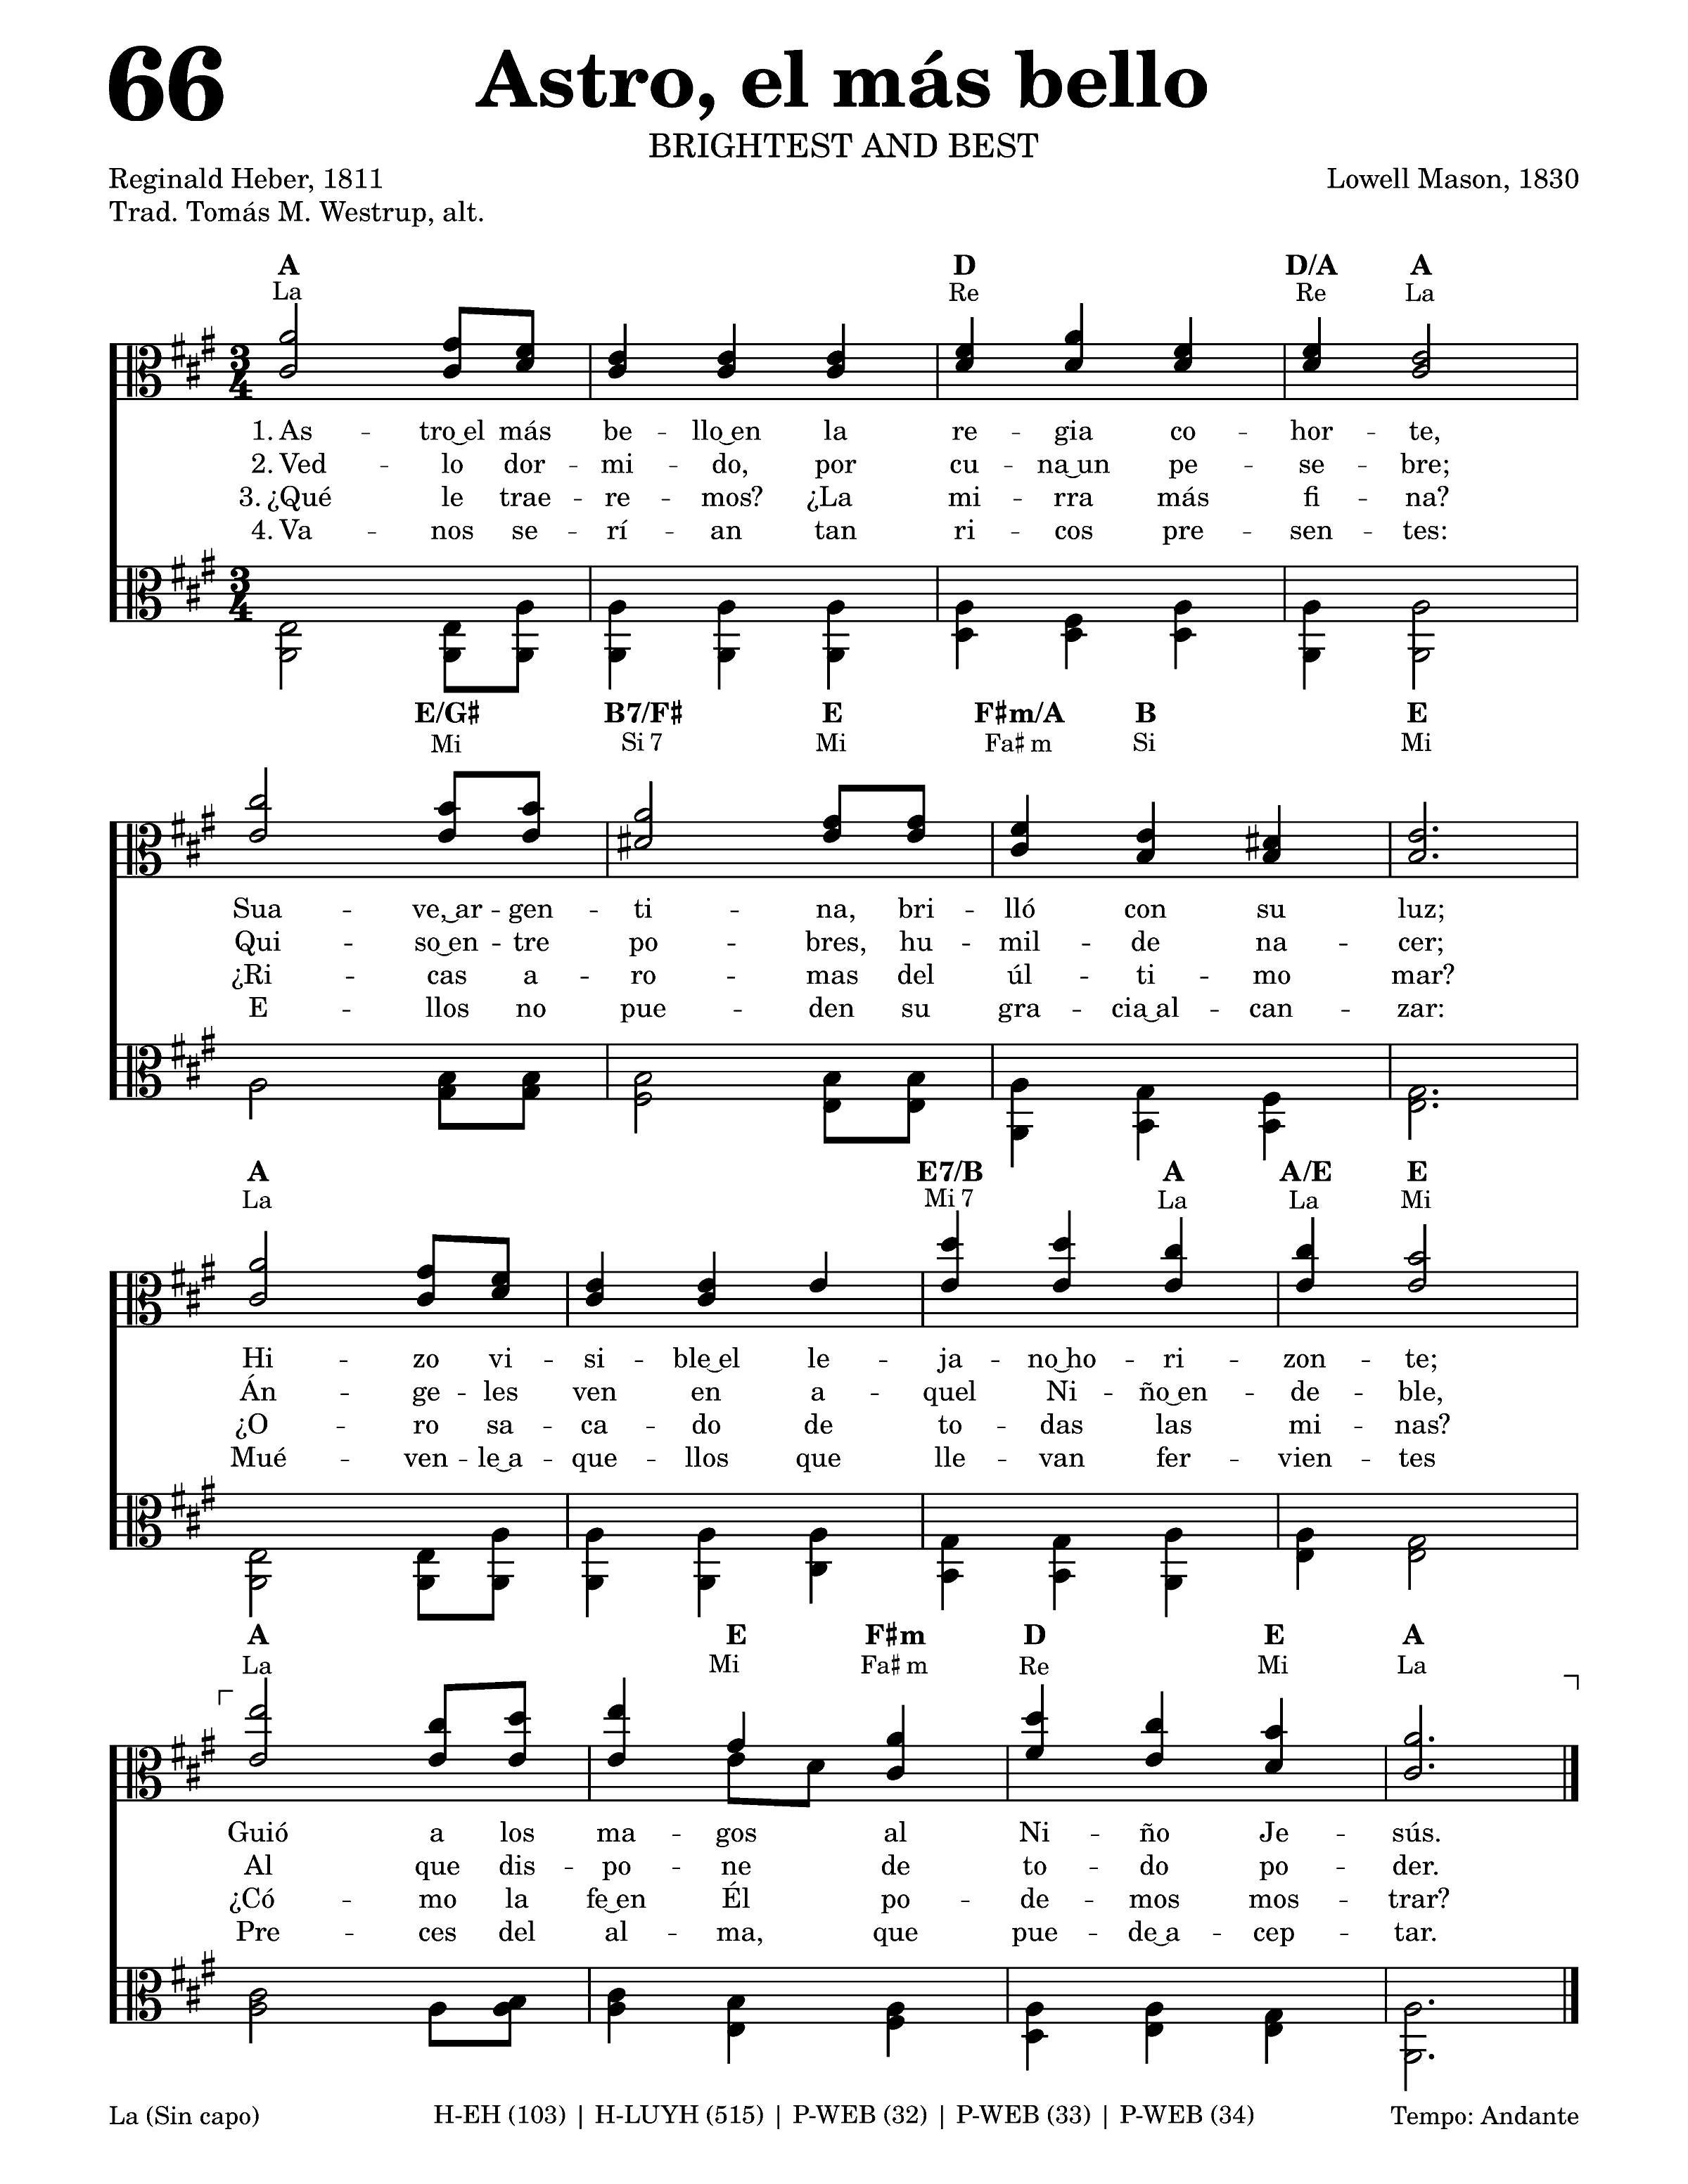 66
Astro, el más bello
BRIGHTEST AND BEST
Reginald Heber, 1811
Lowell Mason, 1830
Trad. Tomás M. Westrup, alt.
A D D/A A
La Re Re La
3/4
1. As - tro‿el más be - llo‿en la re - gia co - hor - te,
2. Ved - lo dor - mi - do, por cu - na‿un pe - se - bre;
3. ¿Qué le trae - re - mos? ¿La mi - rra más fi - na?
4. Va - nos se - rí - an tan ri - cos pre - sen - tes:
3/4
E/G♯ B7/F♯ E F♯m/A B E
Mi Si 7 Mi Fa♯ m Si Mi
Sua - ve,‿ar - gen - ti - na, bri - lló con su luz;
Qui - so‿en - tre po - bres, hu - mil - de na - cer;
¿Ri - cas a - ro - mas del úl - ti - mo mar?
E - llos no pue - den su gra - cia‿al - can - zar:
A E7/B A A/E E
La Mi 7 La La Mi
Hi - zo vi - si - ble‿el le - ja - no‿ho - ri - zon - te;
Án - ge - les ven en a - quel Ni - ño‿en - de - ble,
¿O - ro sa - ca - do de to - das las mi - nas?
Mué - ven - le‿a - que - llos que lle - van fer - vien - tes
A E F♯m D E A
La Mi Fa♯ m Re Mi La
Guió a los ma - gos al Ni - ño Je - sús.
Al que dis - po - ne de to - do po - der.
¿Có - mo la fe‿en Él po - de - mos mos - trar?
Pre - ces del al - ma, que pue - de‿a - cep - tar.
La (Sin capo)
H-EH (103) | H-LUYH (515) | P-WEB (32) | P-WEB (33) | P-WEB (34)
Tempo: Andante